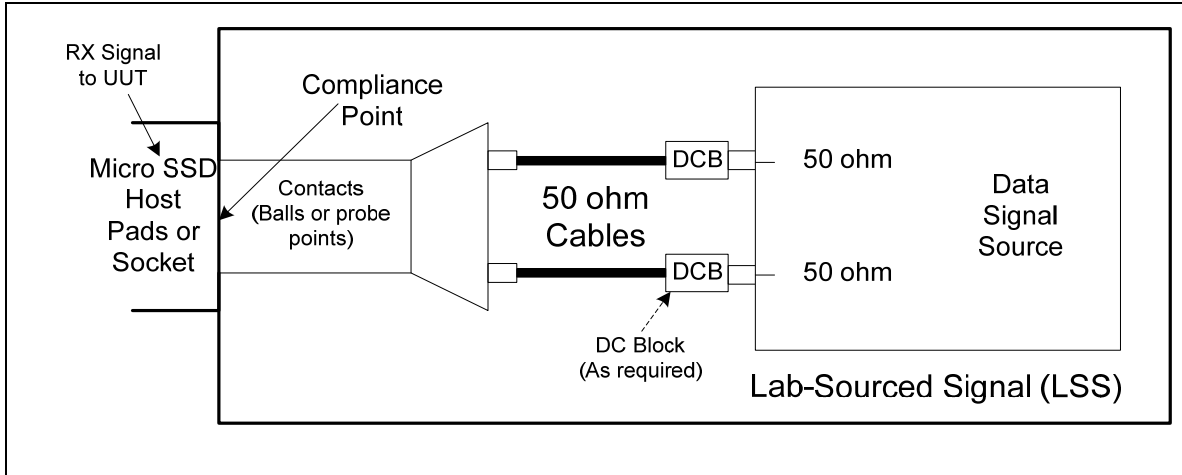 RX Signal
to UUT
Compliance
Point
Micro SSD
Host
Pads or
Socket
Contacts
(Balls or probe
points)
50 ohm
Cables
DCB
DCB
DC Block
(As required)
50 ohm
50 ohm
Data
Signal
Source
Lab-Sourced Signal (LSS)